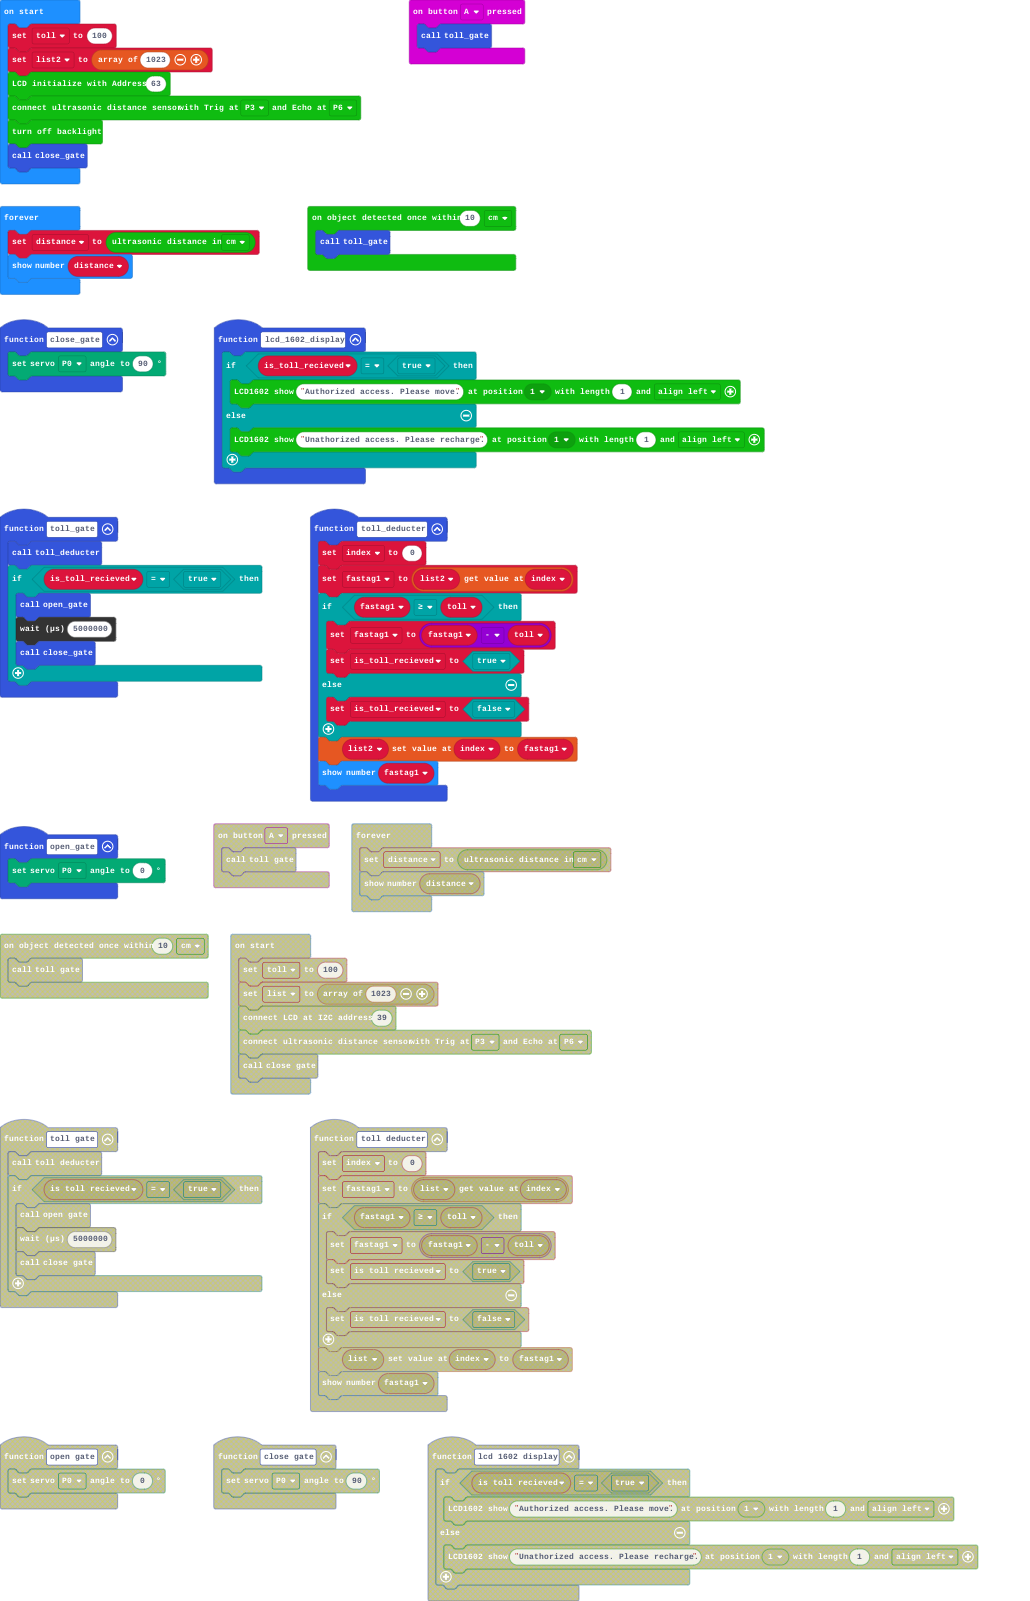 on start
set toll to 100
set list2 to array of 1023
LCD initialize with Address 63
connect ultrasonic distance sensor with Trig at P3 and Echo at P6
turn off backlight
call close_gate
on button A pressed
call toll_gate
forever
set distance to ultrasonic distance in cm
show number distance
on object detected once within 10 cm
call toll_gate
function close_gate
set servo P0 angle to 90 °
function lcd_1602_display
if is_toll_recieved = true then
LCD1602 show "Authorized access. Please move." at position 1 with length 1 and align left
else
LCD1602 show "Unathorized access. Please recharge". at position 1 with length 1 and align left
function toll_gate
call toll_deducter
if is_toll_recieved = true then
call open_gate
wait (µs) 5000000
call close_gate
function toll_deducter
set index to 0
set fastag1 to list2 get value at index
if fastag1 ≥ toll then
set fastag1 to fastag1 - toll
set is_toll_recieved to true
else
set is_toll_recieved to false
list2 set value at index to fastag1
show number fastag1
function open_gate
set servo P0 angle to 0 °
on button A pressed
call toll gate
forever
set distance to ultrasonic distance in cm
show number distance
on object detected once within 10 cm
call toll gate
on start
set toll to 100
set list to array of 1023
connect LCD at I2C address 39
connect ultrasonic distance sensor with Trig at P3 and Echo at P6
call close gate
function toll gate
call toll deducter
if is toll recieved = true then
call open gate
wait (µs) 5000000
call close gate
function toll deducter
set index to 0
set fastag1 to list get value at index
if fastag1 ≥ toll then
set fastag1 to fastag1 - toll
set is toll recieved to true
else
set is toll recieved to false
list set value at index to fastag1
show number fastag1
function open gate
set servo P0 angle to 0 °
function close gate
set servo P0 angle to 90 °
function lcd 1602 display
if is toll recieved = true then
LCD1602 show "Authorized access. Please move". at position 1 with length 1 and align left
else
LCD1602 show "Unathorized access. Please recharge". at position 1 with length 1 and align left